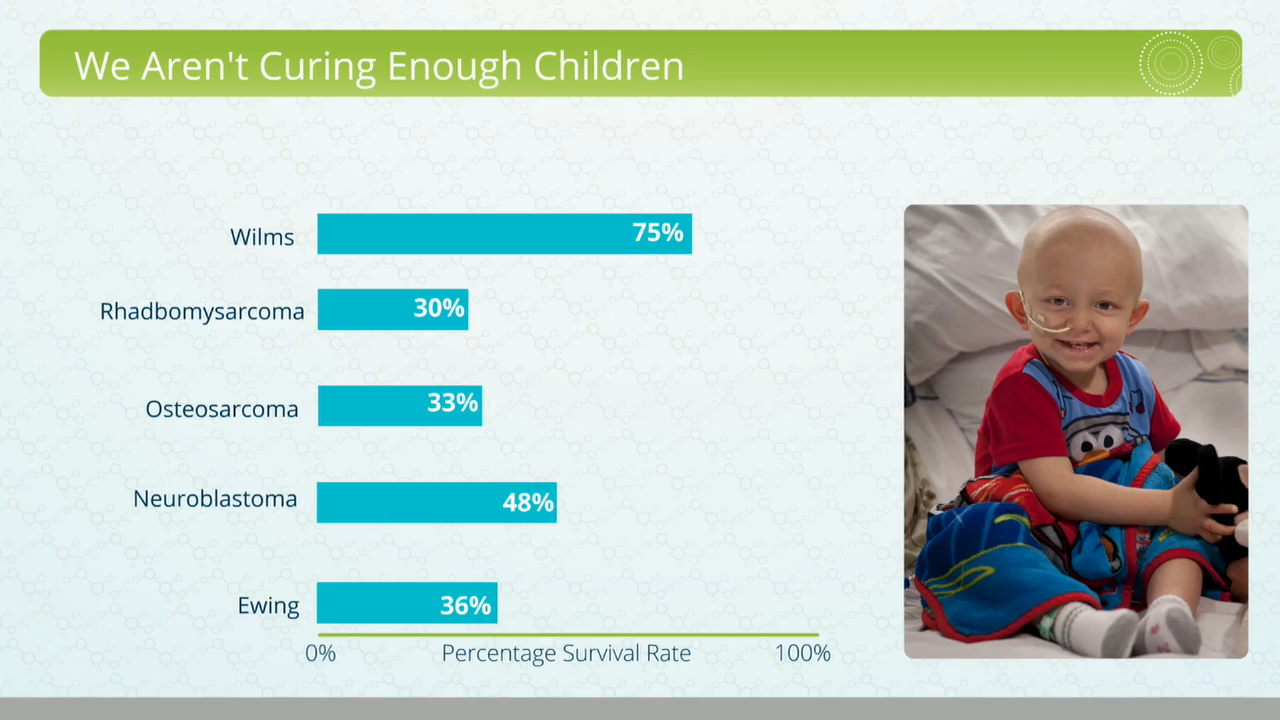 We Aren't Curing Enough Children
Wilms 75%
Rhadbomysarcoma 30%
Osteosarcoma 33%
Neuroblastoma 48%
Ewing 36%
0% Percentage Survival Rate 100%